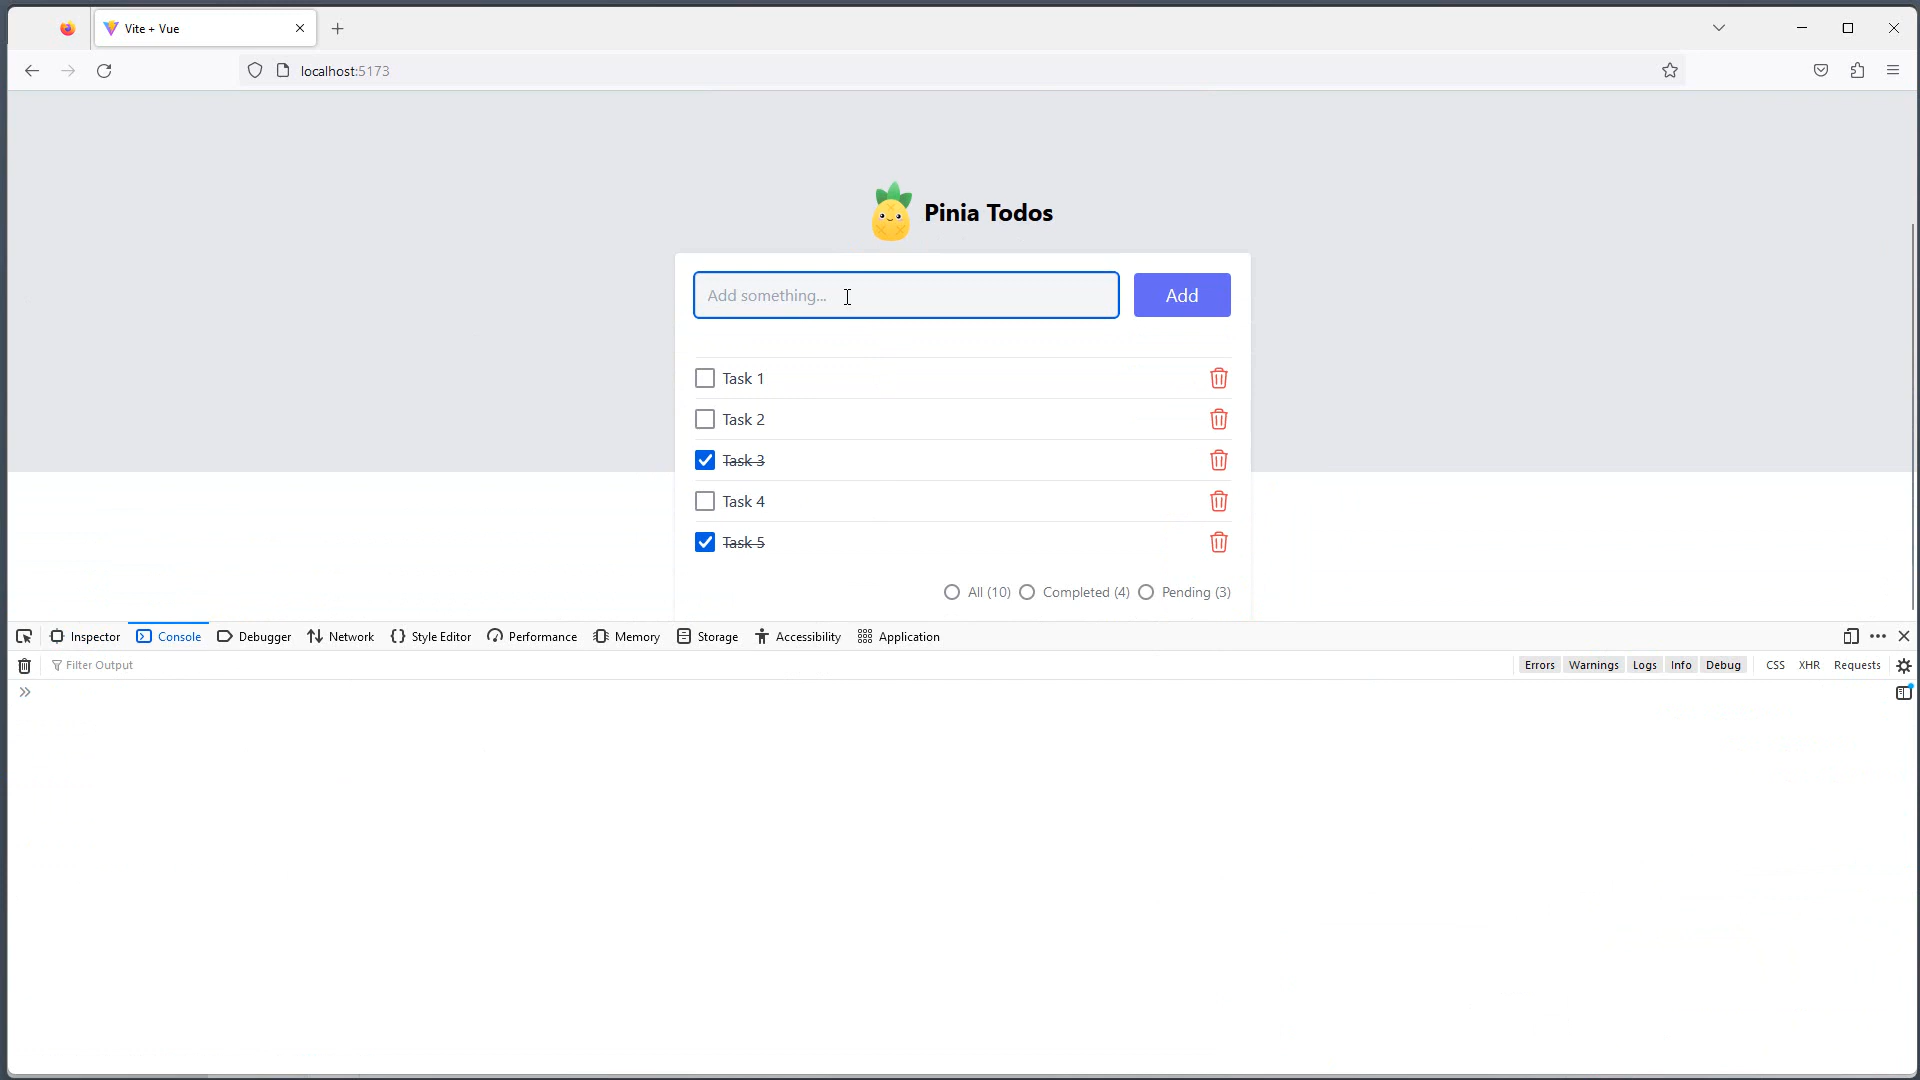 Vite + Vue
localhost:5173
Pinia Todos
Add something...
Add
Task 1
Task 2
Task 3
Task 4
Task 5
All (10) Completed (4) Pending (3)
Inspector Console Debugger Network Style Editor Performance Memory Storage Accessibility Application
Filter Output Errors Warnings Logs Info Debug CSS XHR Requests